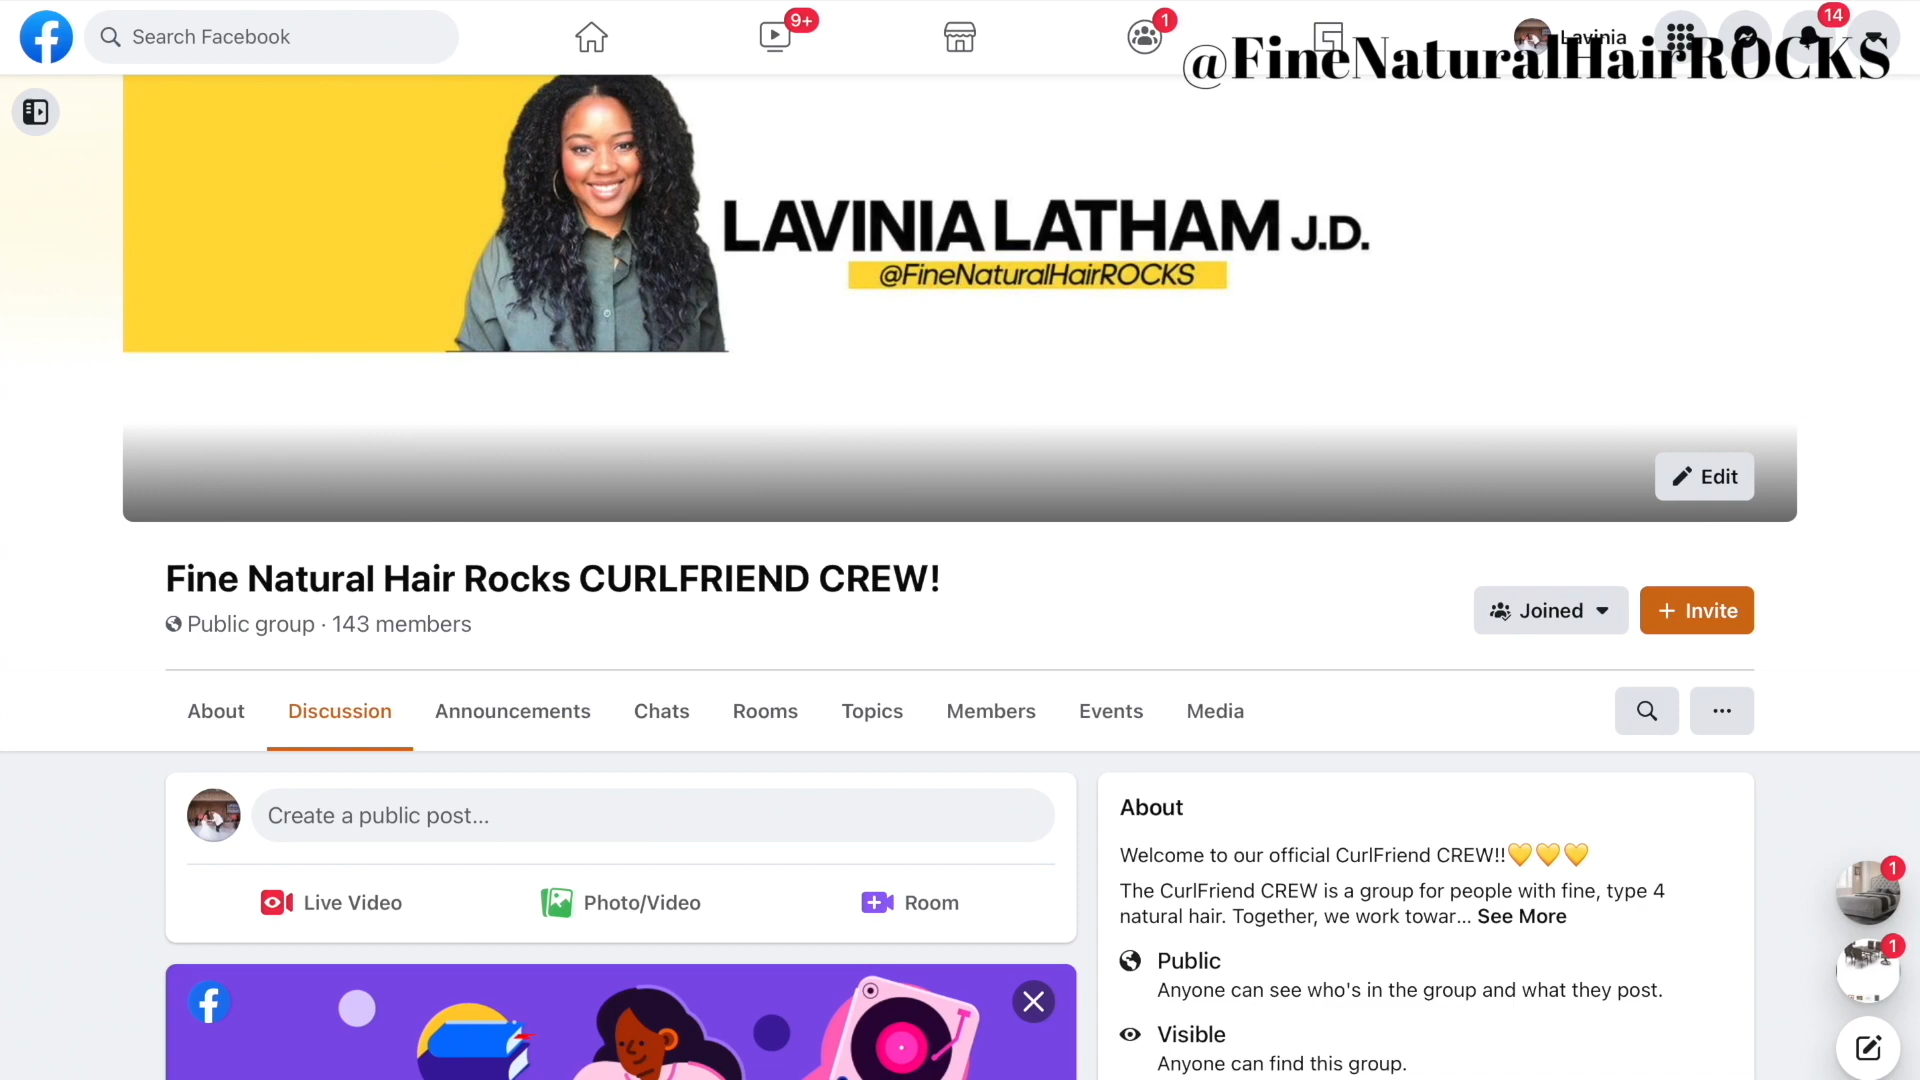 Search Facebook
9+
1
Lavinia
14
@FineNaturalHairROCKS
LAVINIA LATHAM J.D.
@FineNaturalHairROCKS
Edit
Fine Natural Hair Rocks CURLFRIEND CREW!
Public group · 143 members
Joined
+ Invite
About
Discussion
Announcements
Chats
Rooms
Topics
Members
Events
Media
Create a public post...
Live Video
Photo/Video
Room
About
Welcome to our official CurlFriend CREW!!💛💛💛
The CurlFriend CREW is a group for people with fine, type 4
natural hair. Together, we work towar... See More
Public
Anyone can see who's in the group and what they post.
Visible
Anyone can find this group.
1
1